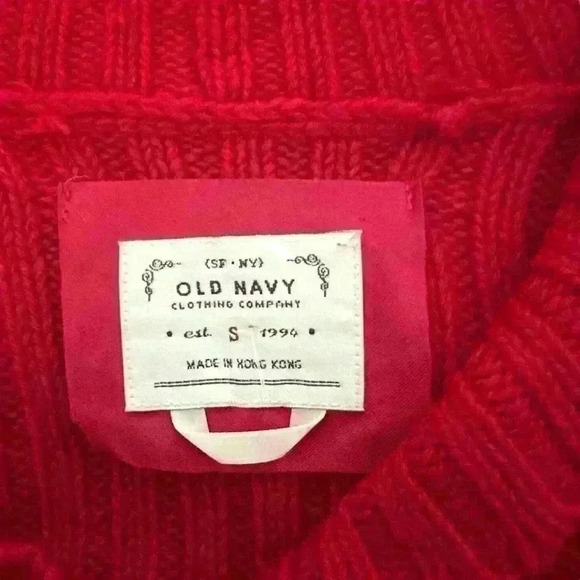 (SF · NY)
OLD NAVY
CLOTHING COMPANY
• est. S 1994 •
MADE IN HONG KONG